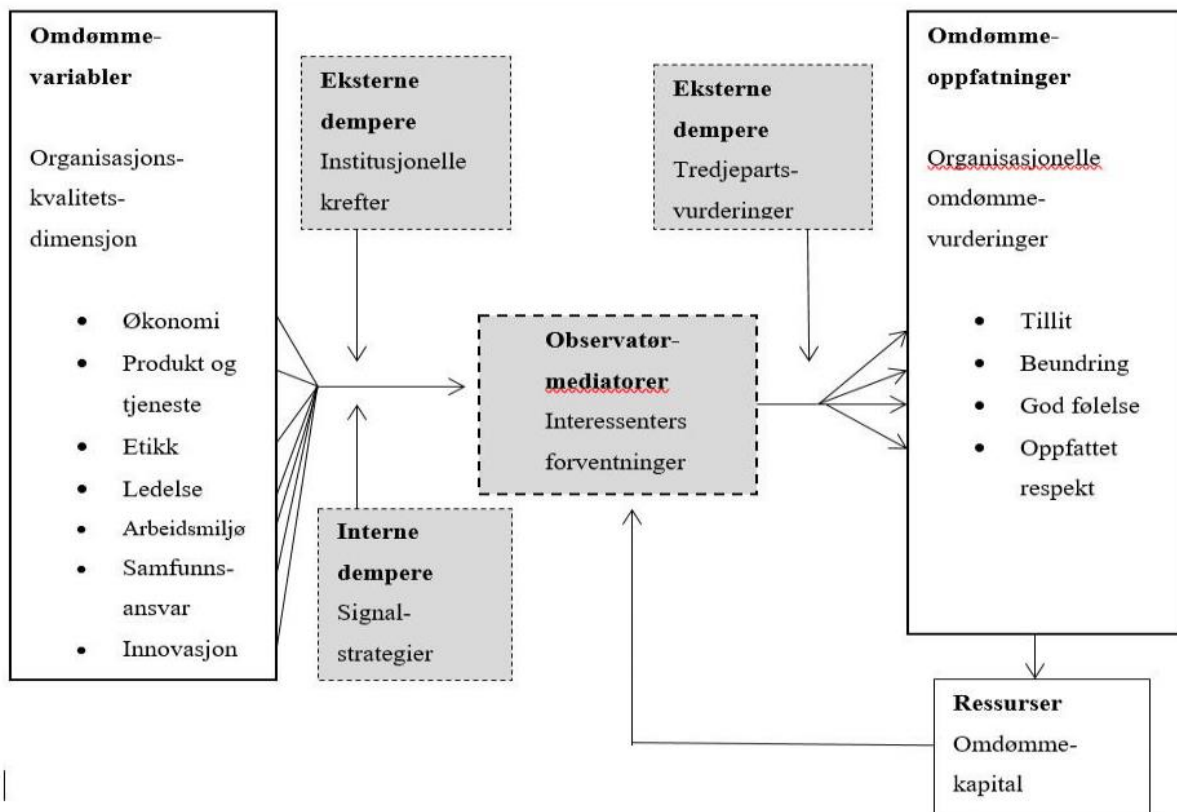 Omdømme-
variabler
Organisasjons-
kvalitets-
dimensjon
• Økonomi
• Produkt og
tjeneste
• Etikk
• Ledelse
• Arbeidsmiljø
• Samfunns-
ansvar
• Innovasjon
Eksterne
dempere
Institusjonelle
krefter
Interne
dempere
Signal-
strategier
Observatør-
mediatorer
Interessenters
forventninger
Eksterne
dempere
Tredjeparts-
vurderinger
Omdømme-
oppfatninger
Organisasjonelle
omdømme-
vurderinger
• Tillit
• Beundring
• God følelse
• Oppfattet
respekt
Ressurser
Omdømme-
kapital